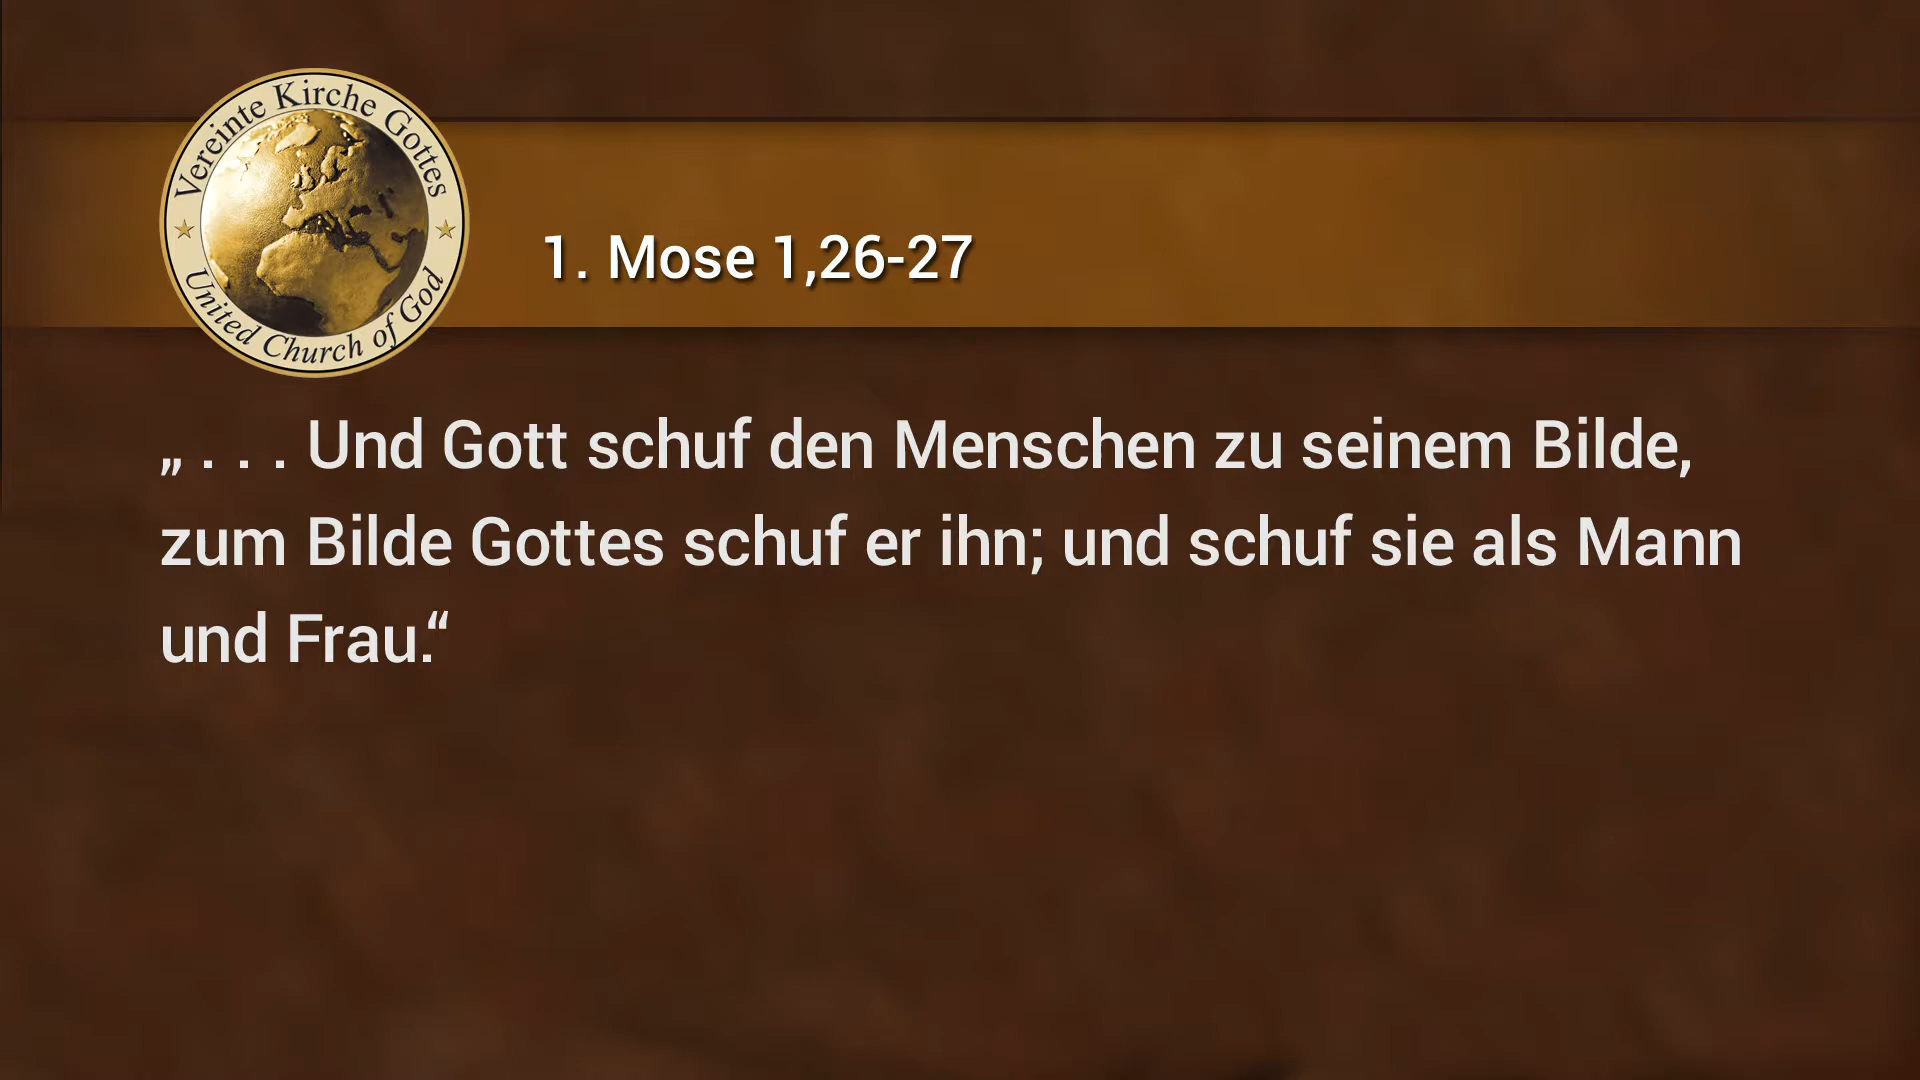 Vereinte Kirche Gottes
United Church of God
1. Mose 1,26-27
„ . . . Und Gott schuf den Menschen zu seinem Bilde,
zum Bilde Gottes schuf er ihn; und schuf sie als Mann
und Frau.“